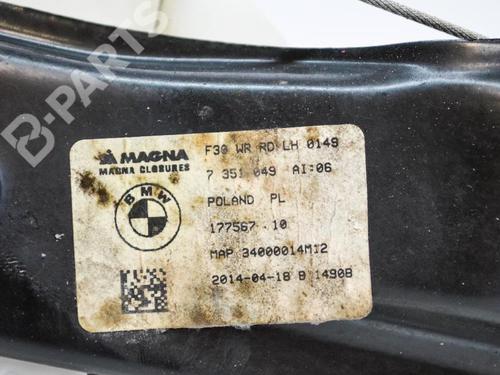 B-PARTS
MAGNA
MAGNA CLOSURES
BMW
F30 WR RD LH 0149
7 351 049 AI:06
POLAND PL
177567 10
MAP 34000014MT2
2014-04-18 B 1490B